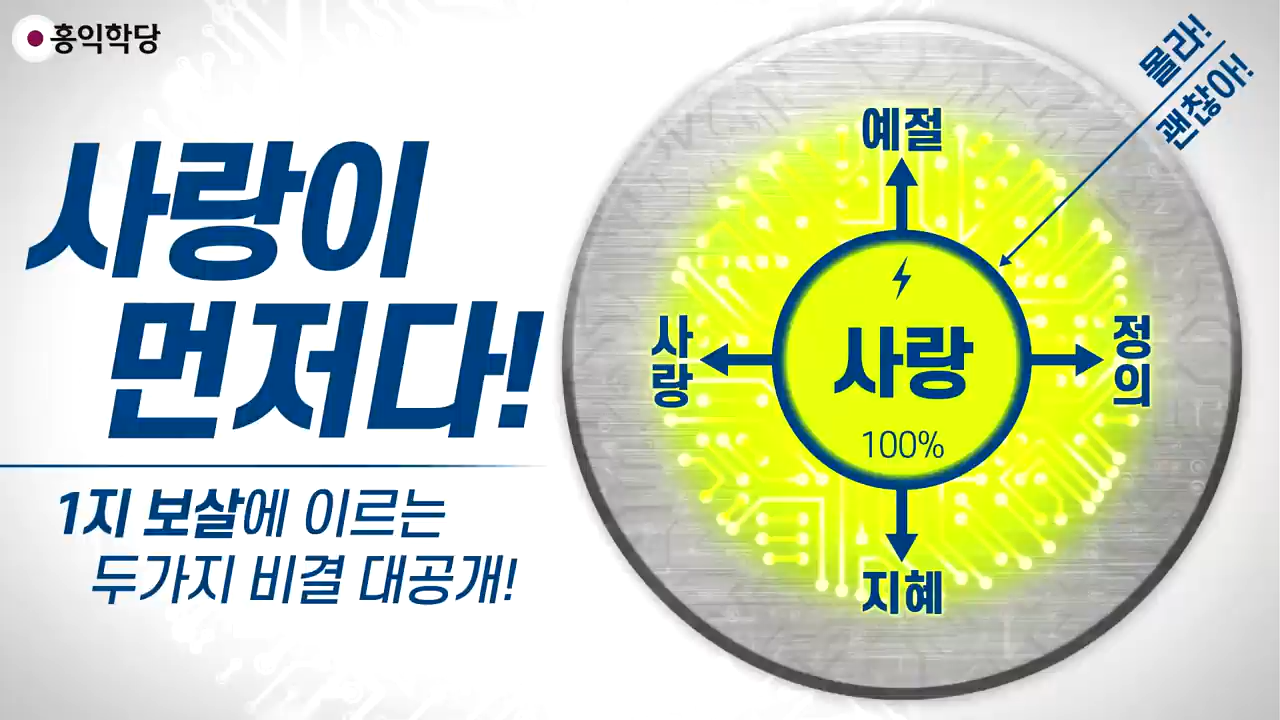 홍익학당
사랑이
먼저다!
1지 보살에 이르는
두가지 비결 대공개!
몰라!
괜찮아!
예절
사랑
사랑
100%
정의
지혜